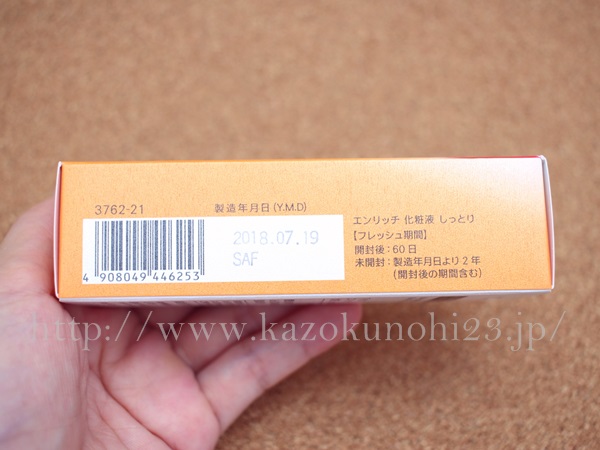 3762-21
製造年月日(Y.M.D)
2018.07.19
SAF
4 908049 446253
エンリッチ 化粧液 しっとり
【フレッシュ期間】
開封後：60日
未開封：製造年月日より2年
(開封後の期間含む)
http://www.kazokunohi23.jp/